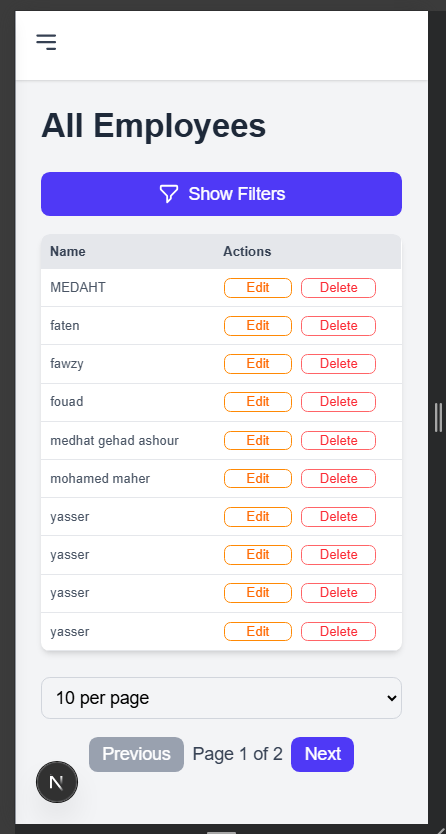 All Employees
Show Filters
Name Actions
MEDAHT Edit Delete
faten Edit Delete
fawzy Edit Delete
fouad Edit Delete
medhat gehad ashour Edit Delete
mohamed maher Edit Delete
yasser Edit Delete
yasser Edit Delete
yasser Edit Delete
yasser Edit Delete
10 per page
Previous Page 1 of 2 Next
N